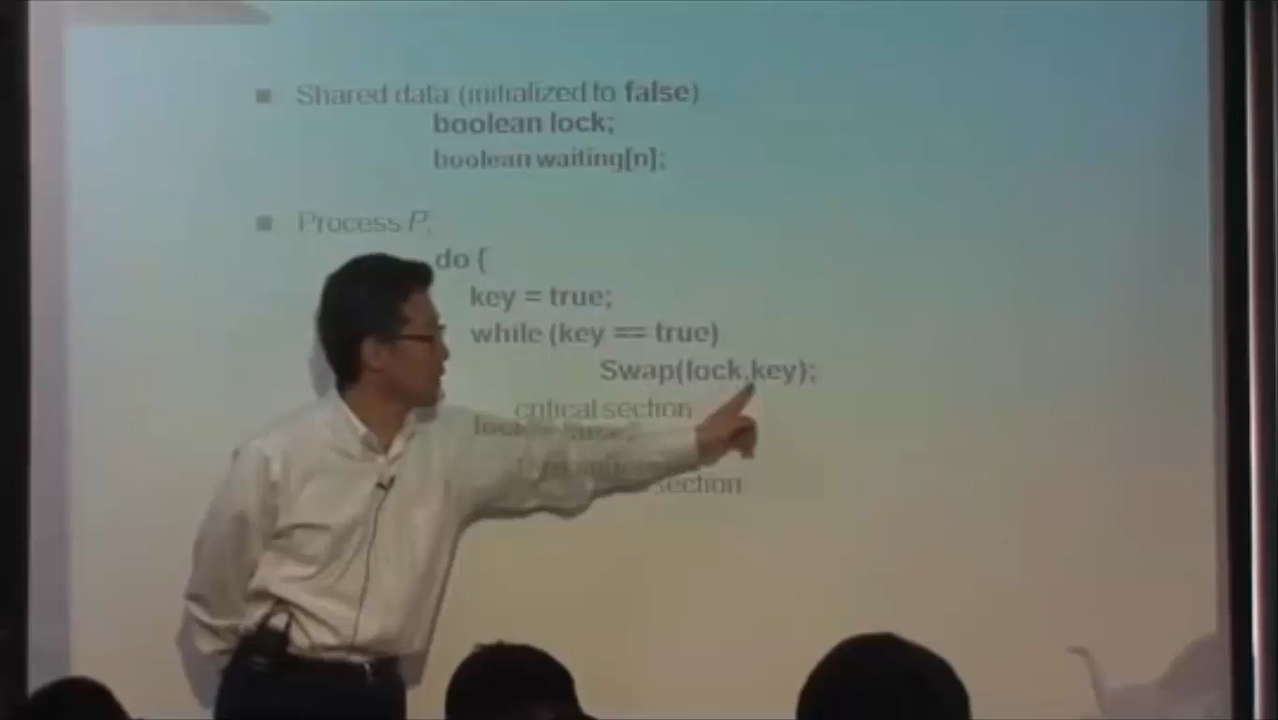 Shared data (initialized to false)
boolean lock;
boolean waiting[n];
Process Pi
do {
key = true;
while (key == true)
Swap(lock,key);
critical section
section